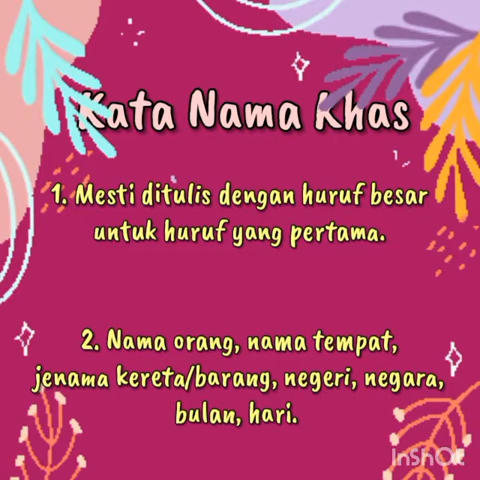 Kata Nama Khas
1. Mesti ditulis dengan huruf besar
untuk huruf yang pertama.
2. Nama orang, nama tempat,
jenama kereta/barang, negeri, negara,
bulan, hari.
InShOt